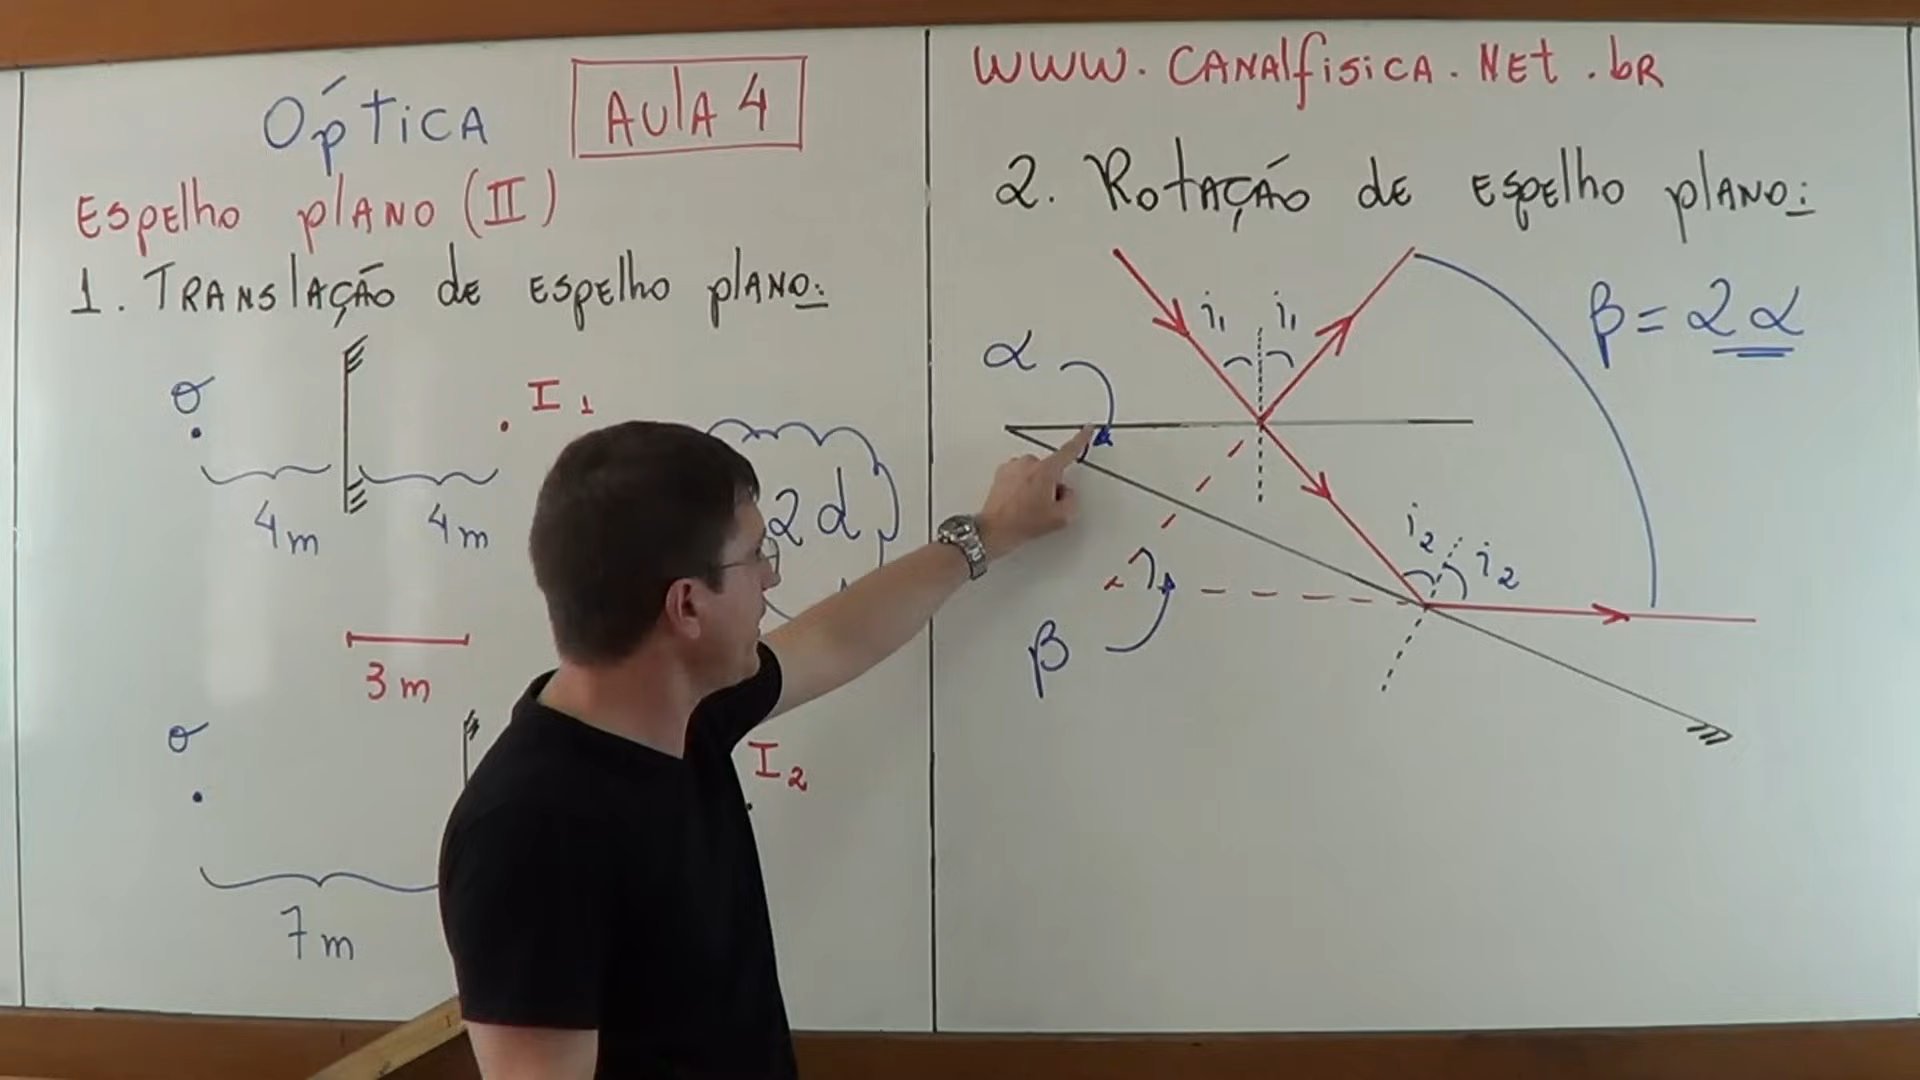 Óptica Aula 4
Espelho plano (II)
1. Translação de espelho plano:
σ
I1
4m 4m
2d
3m
σ
I2
7m
www.canalfisica.net.br
2. Rotação de espelho plano:
i1 i1
β = 2α
α
i2 i2
β